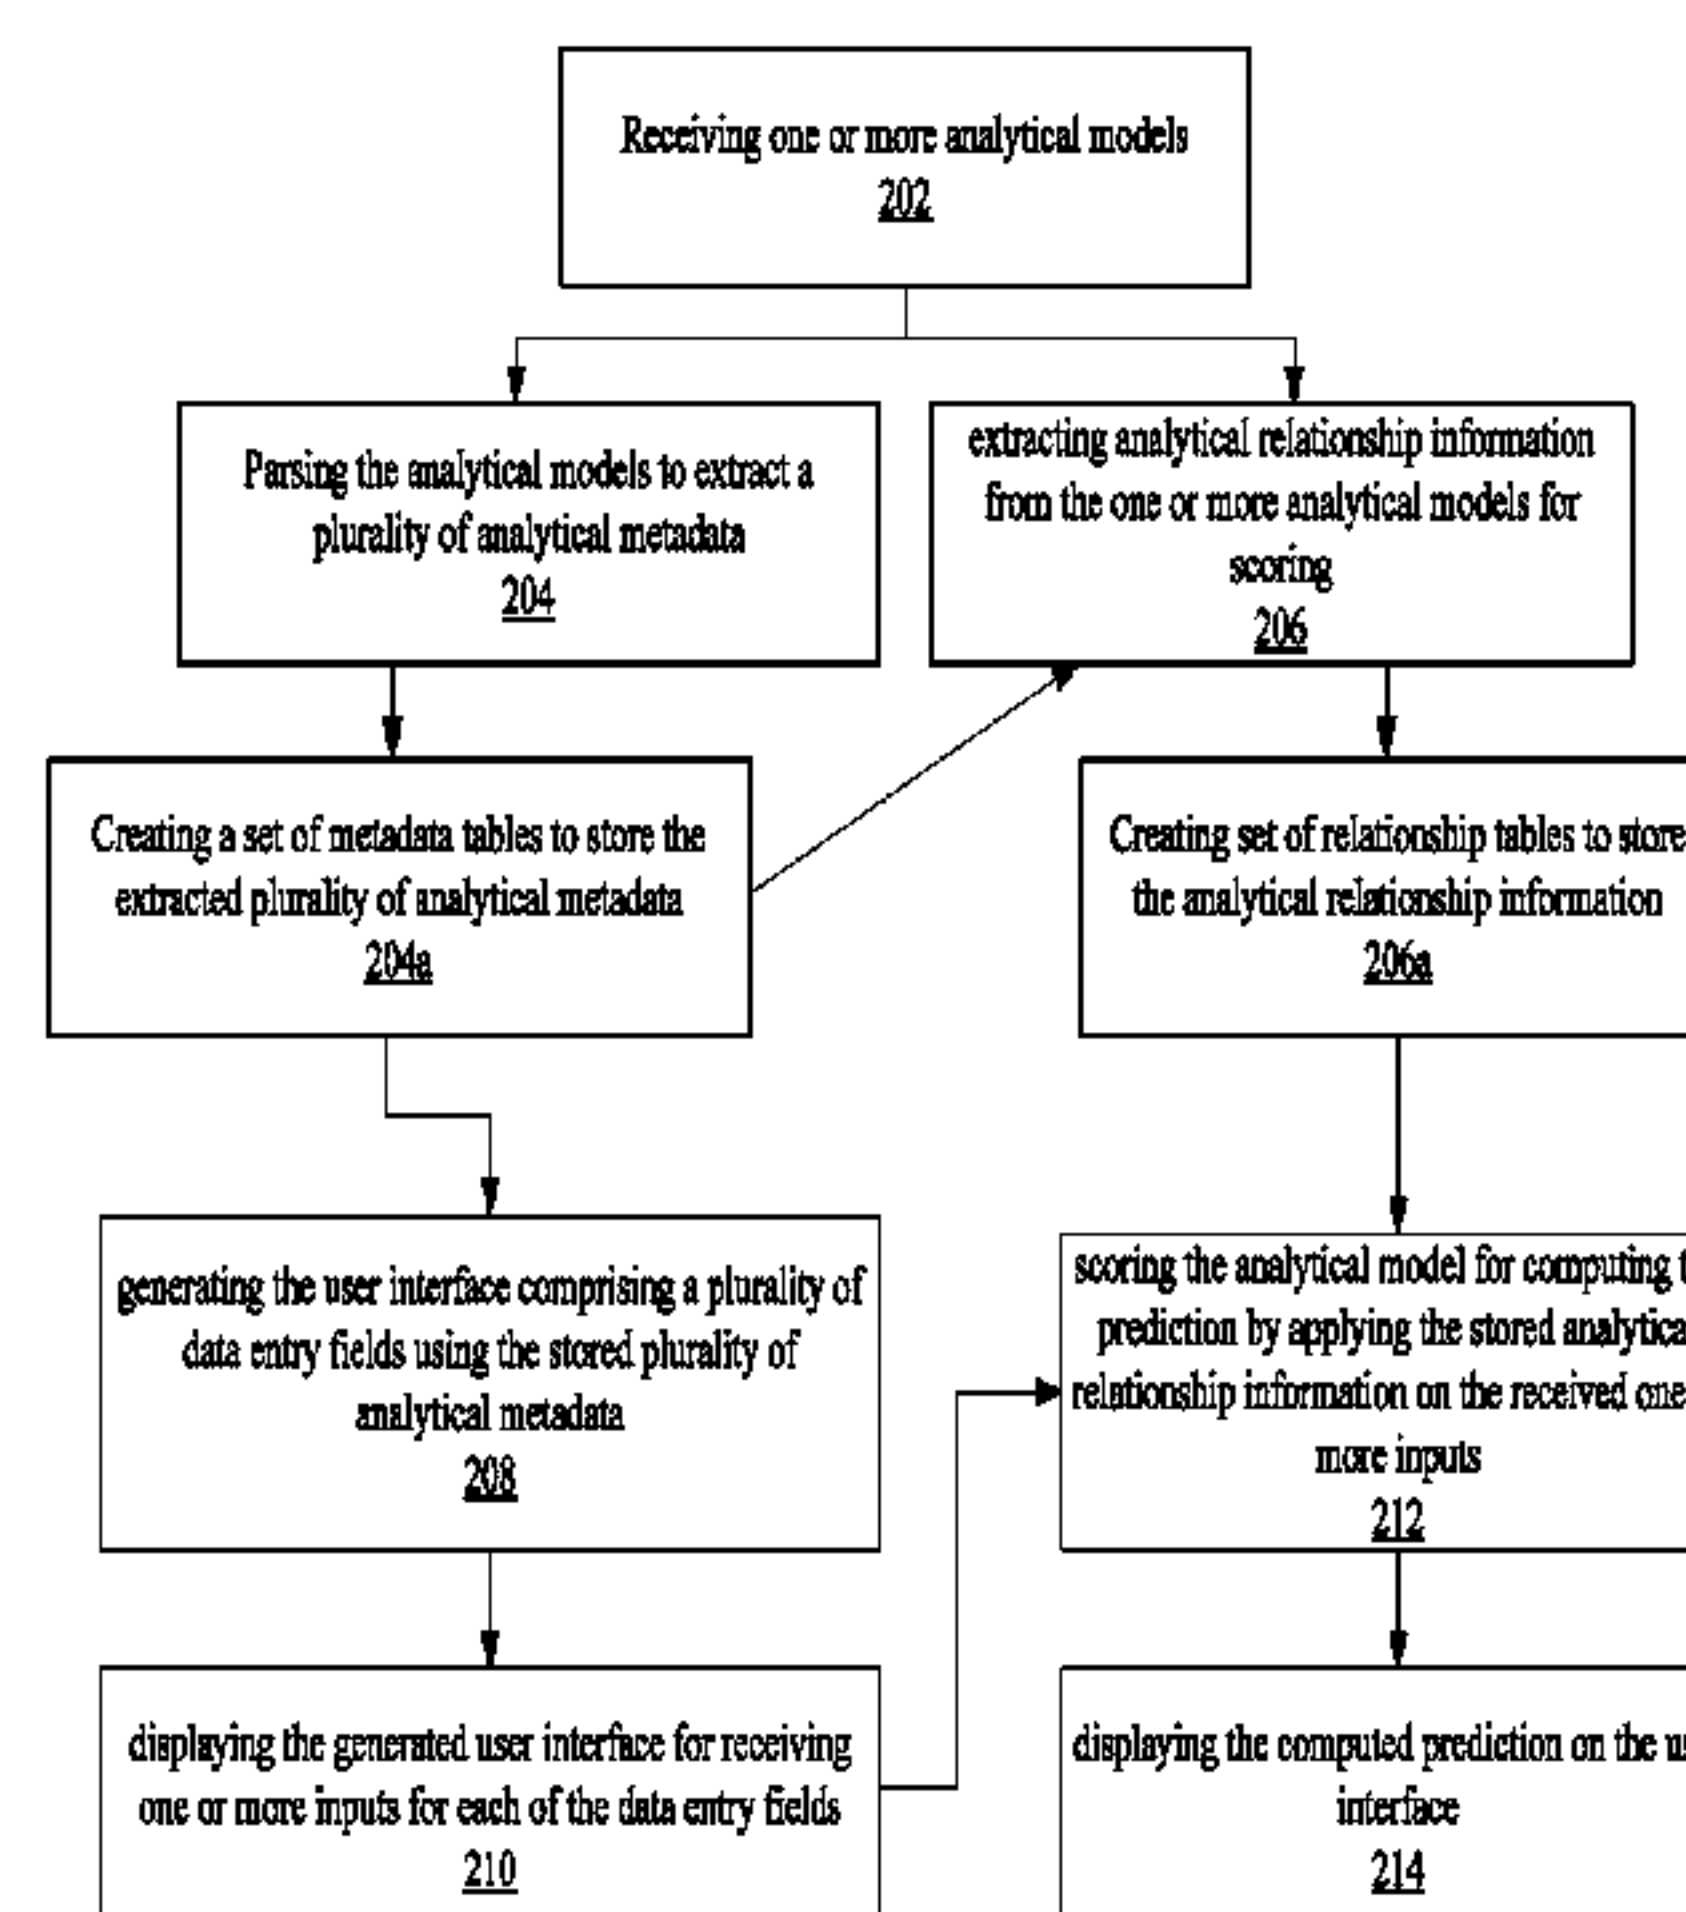 Receiving one or more analytical models
202
Parsing the analytical models to extract a
plurality of analytical metadata
204
extracting analytical relationship information
from the one or more analytical models for
scoring
206
Creating a set of metadata tables to store the
extracted plurality of analytical metadata
204a
Creating set of relationship tables to store
the analytical relationship information
206a
generating the user interface comprising a plurality of
data entry fields using the stored plurality of
analytical metadata
208
scoring the analytical model for computing
prediction by applying the stored
relationship information on the received one
more inputs
212
displaying the generated user interface for receiving
one or more inputs for each of the data entry fields
210
displaying the computed prediction on the
interface
214